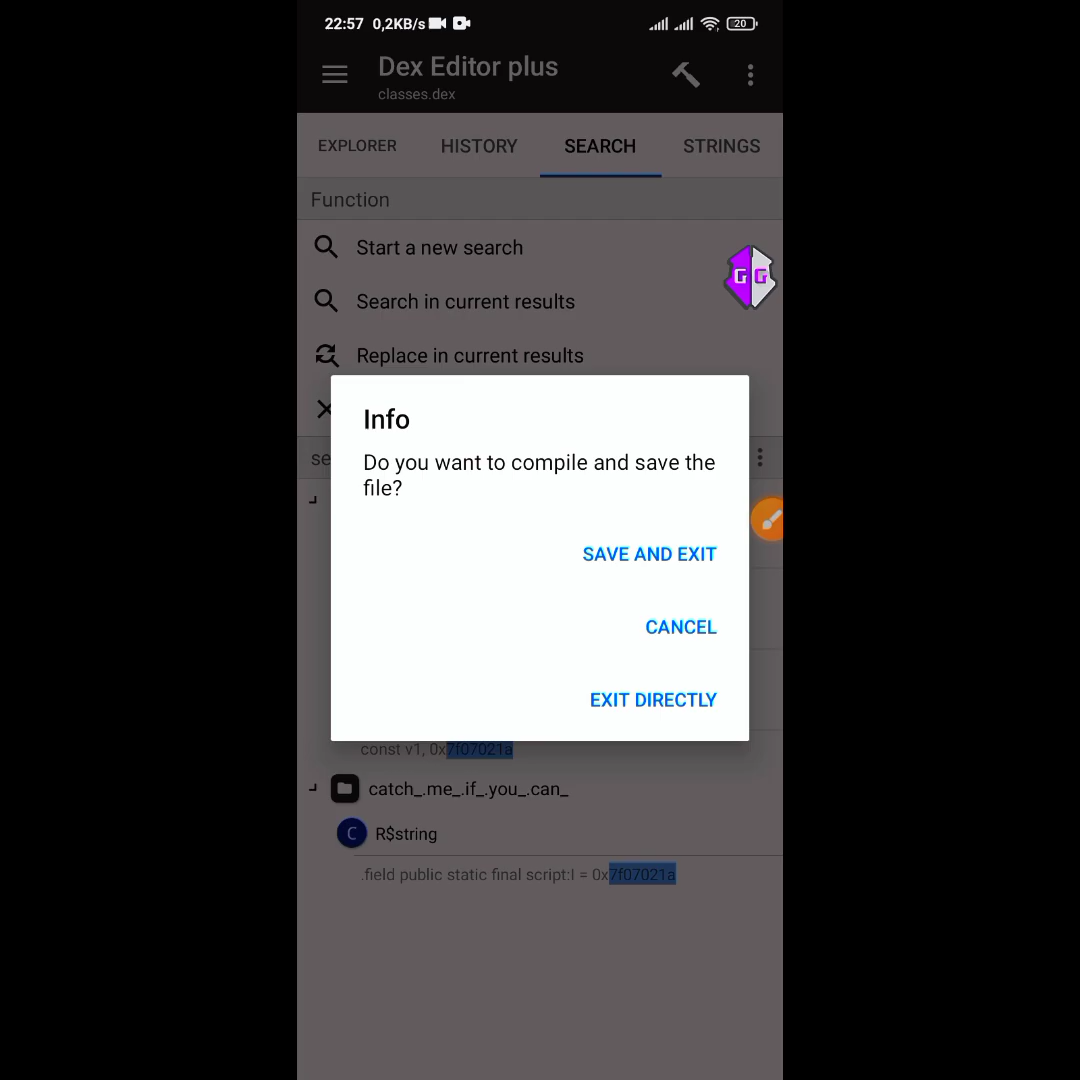 22:57 0,2KB/s 20
Dex Editor plus
classes.dex
EXPLORER HISTORY SEARCH STRINGS
Function
Start a new search
GG
Search in current results
Replace in current results
Info
se
Do you want to compile and save the
file?
SAVE AND EXIT
CANCEL
EXIT DIRECTLY
const v1, 0x7f07021a
catch_.me_.if_.you_.can_
C R$string
.field public static final script:I = 0x7f07021a